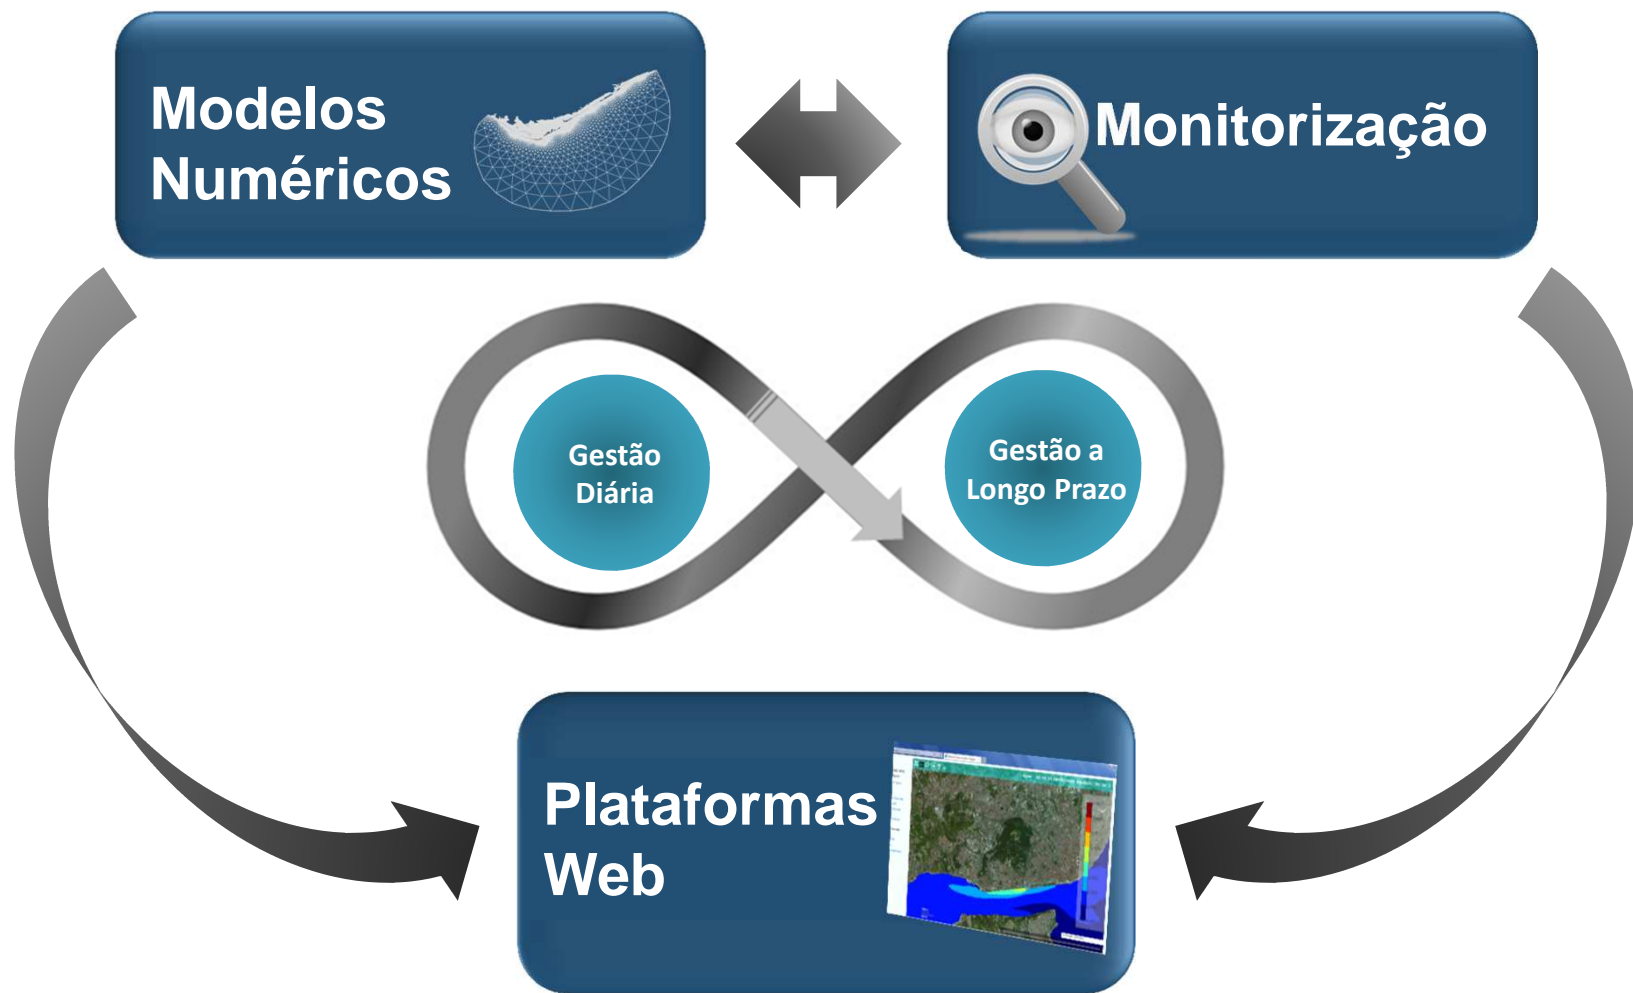 Modelos
Numéricos
Monitorização
Gestão
Diária
Gestão a
Longo Prazo
Plataformas
Web